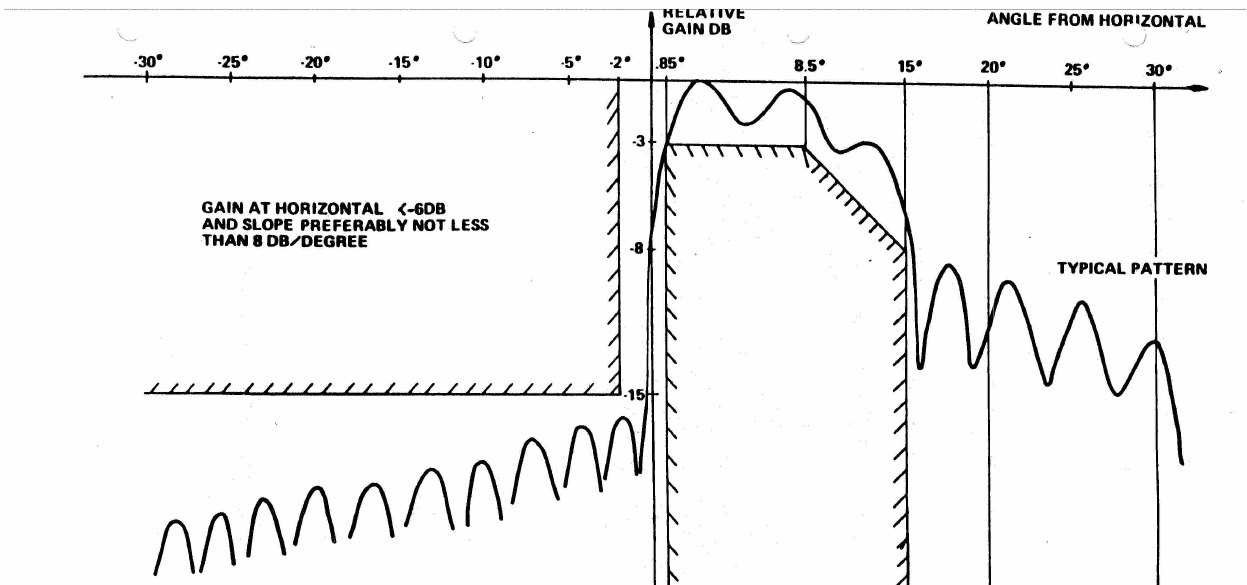 RELATIVE
GAIN DB
ANGLE FROM HORIZONTAL
-30°
-25°
-20°
-15°
-10°
-5°
-2°
.85°
8.5°
15°
20°
25°
30°
-3
GAIN AT HORIZONTAL <-6DB
AND SLOPE PREFERABLY NOT LESS
THAN 8 DB/DEGREE
-8
TYPICAL PATTERN
-15